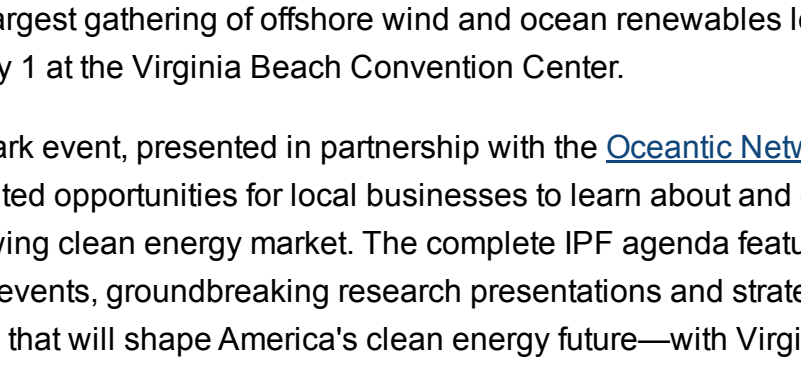 argest gathering of offshore wind and ocean renewables
y 1 at the Virginia Beach Convention Center.
ark event, presented in partnership with the Oceantic Netw
ted opportunities for local businesses to learn about and
ving clean energy market. The complete IPF agenda featu
events, groundbreaking research presentations and strate
that will shape America's clean energy future—with Virgi